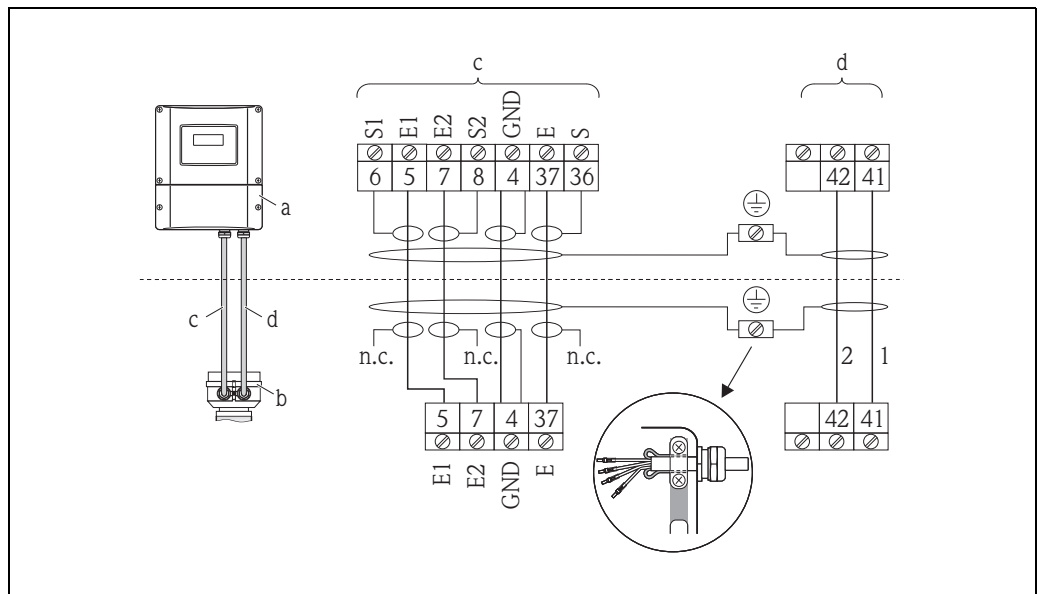 c
d
S1 E1 E2 S2 GND E S
6 5 7 8 4 37 36
42 41
a
c
d
b
n.c. n.c. n.c.
2 1
5 7 4 37
42 41
E1 E2 GND E